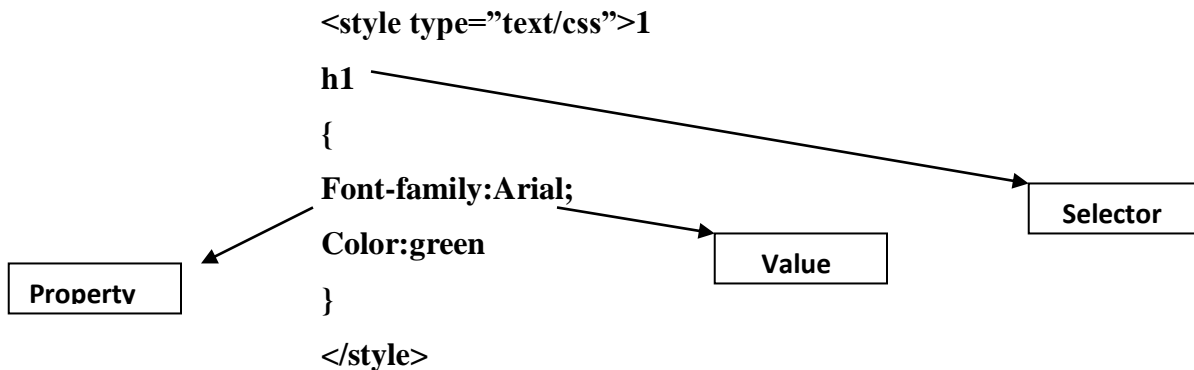 <style type=”text/css”>1
h1
{
Font-family:Arial;
Selector
Color:green
Value
Property
}
</style>